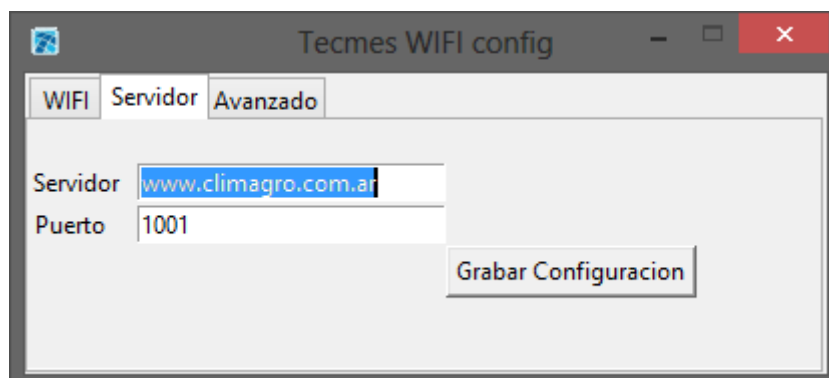 Tecmes WIFI config
WIFI Servidor Avanzado
Servidor www.climagro.com.ar
Puerto 1001
Grabar Configuracion